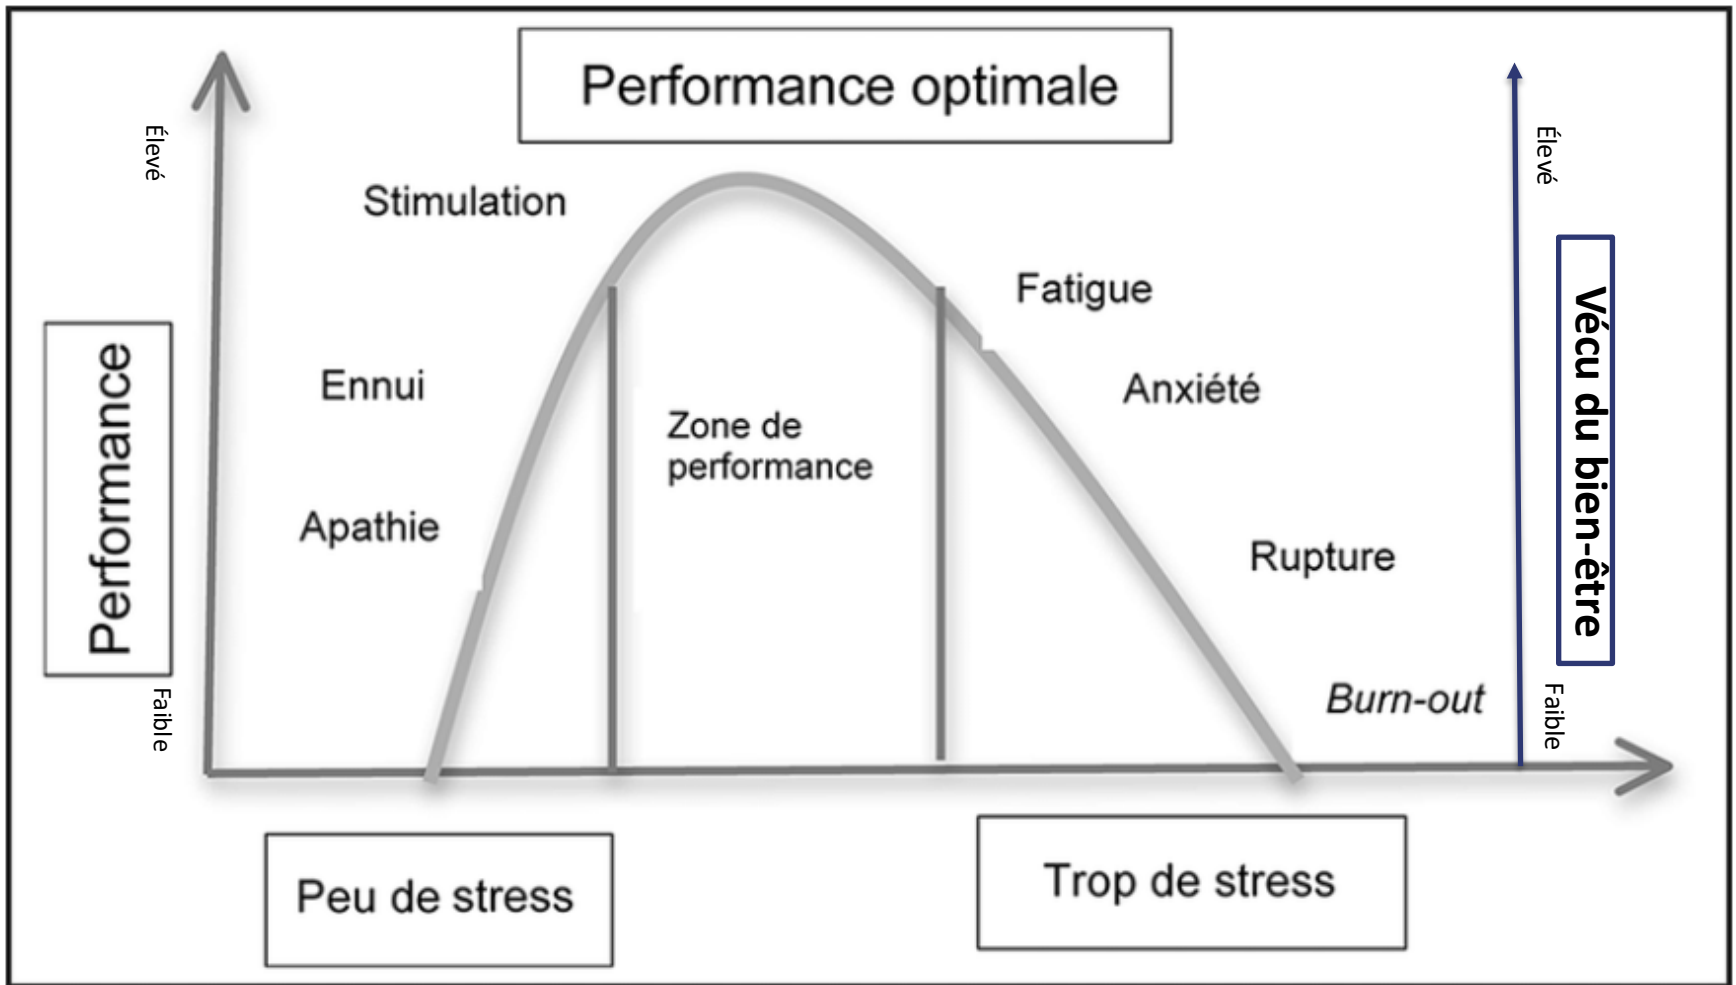 Performance optimale
Élevé
Élevé
Stimulation
Fatigue
Performance
Ennui
Anxiété
Zone de
performance
Vécu du bien-être
Apathie
Rupture
Faible
Burn-out
Faible
Peu de stress
Trop de stress